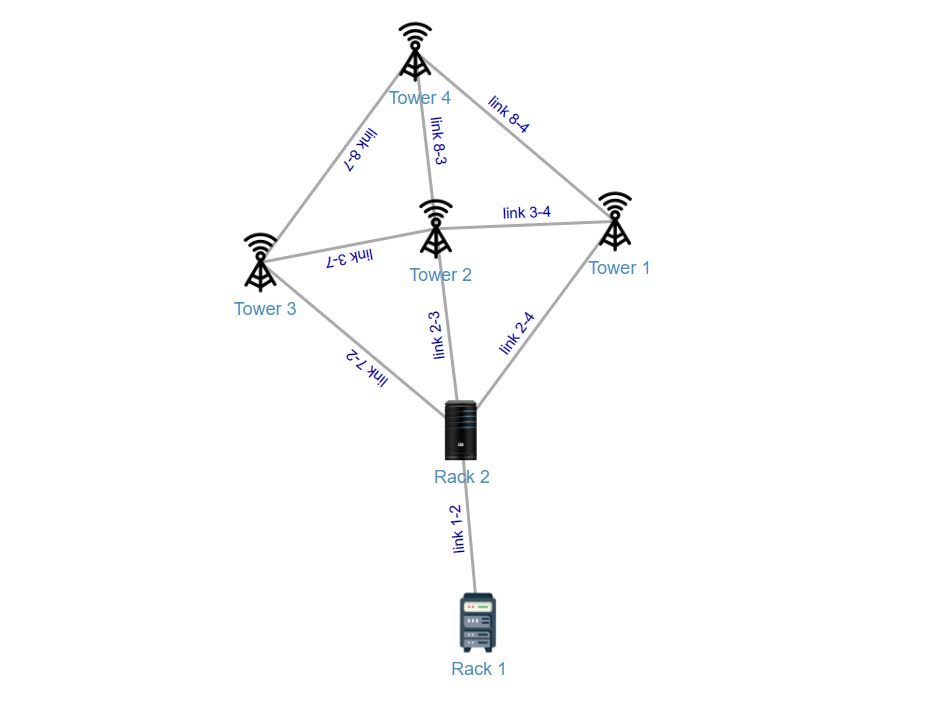 Tower 4
link 8-4
link 8-7
link 8-3
link 3-4
Tower 1
Tower 2
link 3-7
Tower 3
link 2-3
link 2-4
link 7-2
Rack 2
link 1-2
Rack 1